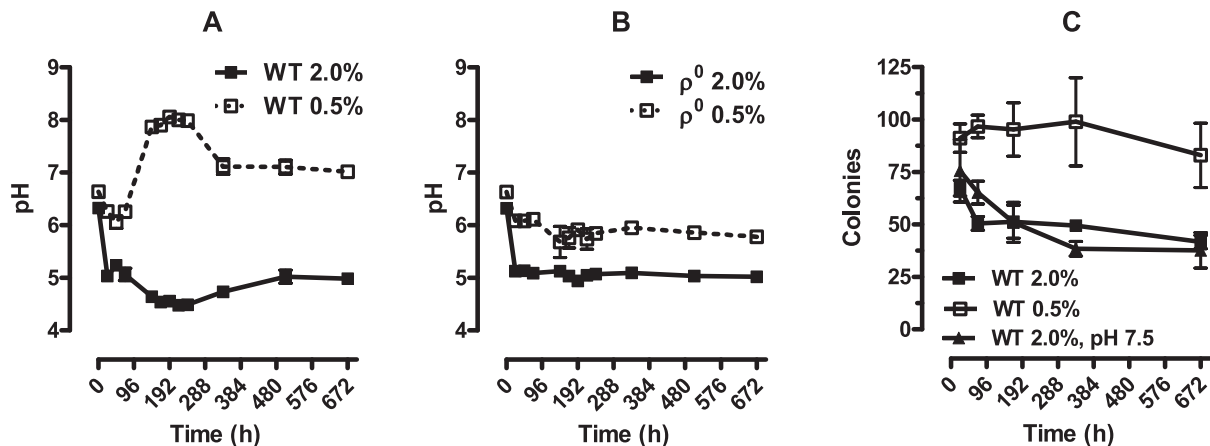 A
WT 2.0%
WT 0.5%
9
8
7
6
5
4
pH
0
96
192
288
384
480
576
672
Time (h)
B
ρ⁰ 2.0%
ρ⁰ 0.5%
9
8
7
6
5
4
pH
0
96
192
288
384
480
576
672
Time (h)
C
125
100
75
50
25
0
Colonies
WT 2.0%
WT 0.5%
WT 2.0%, pH 7.5
0
96
192
288
384
480
576
672
Time (h)